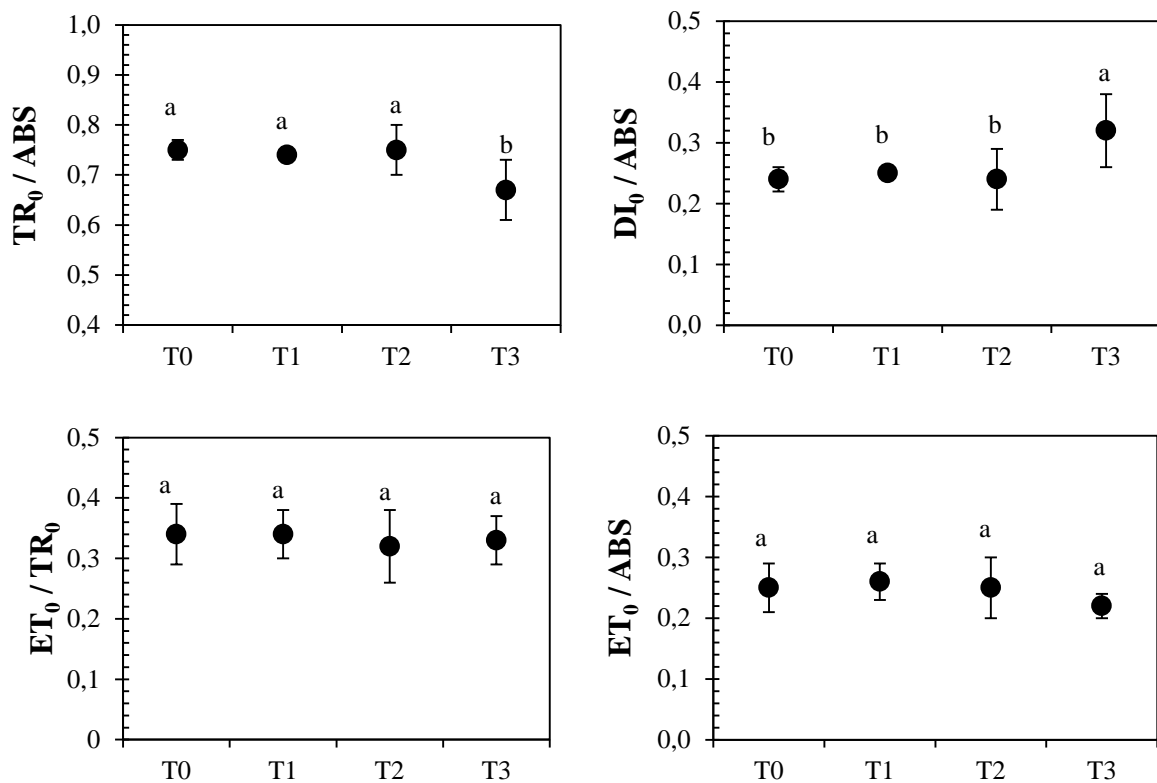 TR0 / ABS
1,0
0,9
0,8
0,7
0,6
0,5
0,4
a
a
a
b
T0 T1 T2 T3
DI0 / ABS
0,5
0,4
0,3
0,2
0,1
0,0
b
b
b
a
T0 T1 T2 T3
ET0 / TR0
0,5
0,4
0,3
0,2
0,1
0
a
a
a
a
T0 T1 T2 T3
ET0 / ABS
0,5
0,4
0,3
0,2
0,1
0,0
a
a
a
a
T0 T1 T2 T3